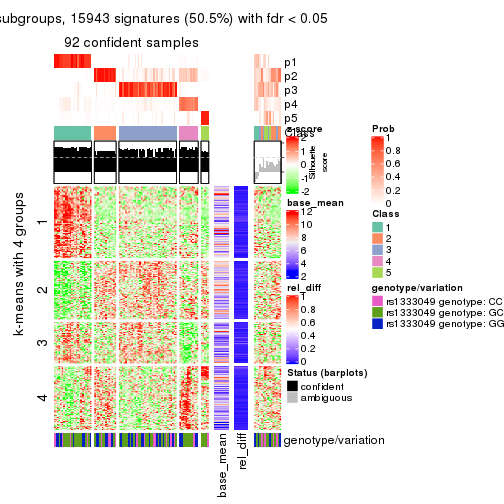 subgroups, 15943 signatures (50.5%) with fdr < 0.05
92 confident samples
p1
p2
p3
p4
p5
Class
Silhouette
score
k-means with 4 groups
1
2
3
4
genotype/variation
base_mean
rel_diff
z-score
2
1
0
-1
-2
base_mean
12
10
8
6
4
2
rel_diff
1
0.8
0.6
0.4
0.2
0
Status (barplots)
confident
ambiguous
Prob
1
0.8
0.6
0.4
0.2
0
Class
1
2
3
4
5
genotype/variation
rs1333049 genotype: CC
rs1333049 genotype: GC
rs1333049 genotype: GG